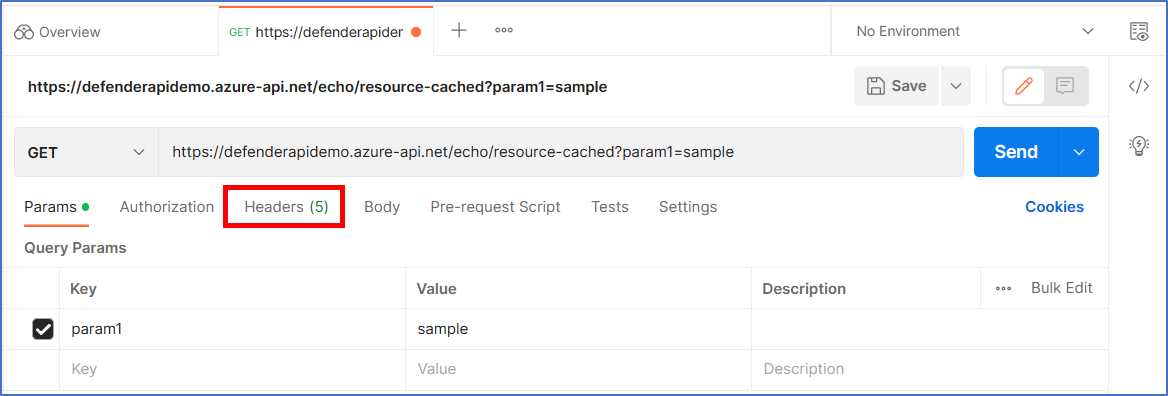 Overview
GET https://defenderapider
No Environment
https://defenderapidemo.azure-api.net/echo/resource-cached?param1=sample
Save
GET https://defenderapidemo.azure-api.net/echo/resource-cached?param1=sample Send
Params Authorization Headers (5) Body Pre-request Script Tests Settings Cookies
Query Params
Key Value Description Bulk Edit
param1 sample
Key Value Description